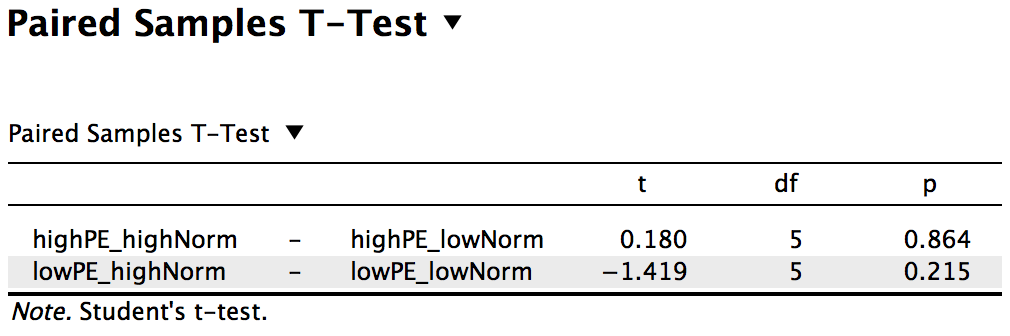 Paired Samples T-Test ▼
Paired Samples T-Test ▼
t df p
highPE_highNorm - highPE_lowNorm 0.180 5 0.864
lowPE_highNorm - lowPE_lowNorm −1.419 5 0.215
Note. Student's t-test.